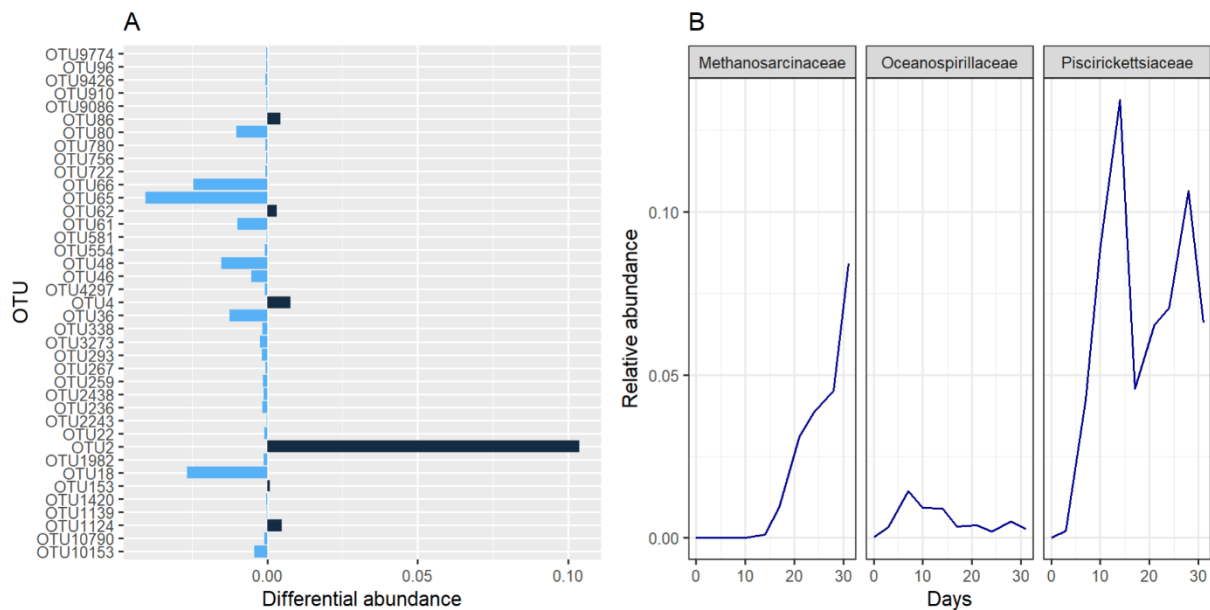 A
OTU9774
OTU96
OTU9426
OTU910
OTU9086
OTU86
OTU80
OTU780
OTU756
OTU722
OTU66
OTU65
OTU62
OTU61
OTU581
OTU554
OTU48
OTU46
OTU4297
OTU4
OTU36
OTU338
OTU3273
OTU293
OTU267
OTU259
OTU2438
OTU236
OTU2243
OTU22
OTU2
OTU1982
OTU18
OTU153
OTU1420
OTU1139
OTU1124
OTU10790
OTU10153
OTU
0.00 0.05 0.10
Differential abundance
B
Methanosarcinaceae Oceanospirillaceae Piscirickettsiaceae
0.10
0.05
0.00
Relative abundance
0 10 20 30 0 10 20 30 0 10 20 30
Days